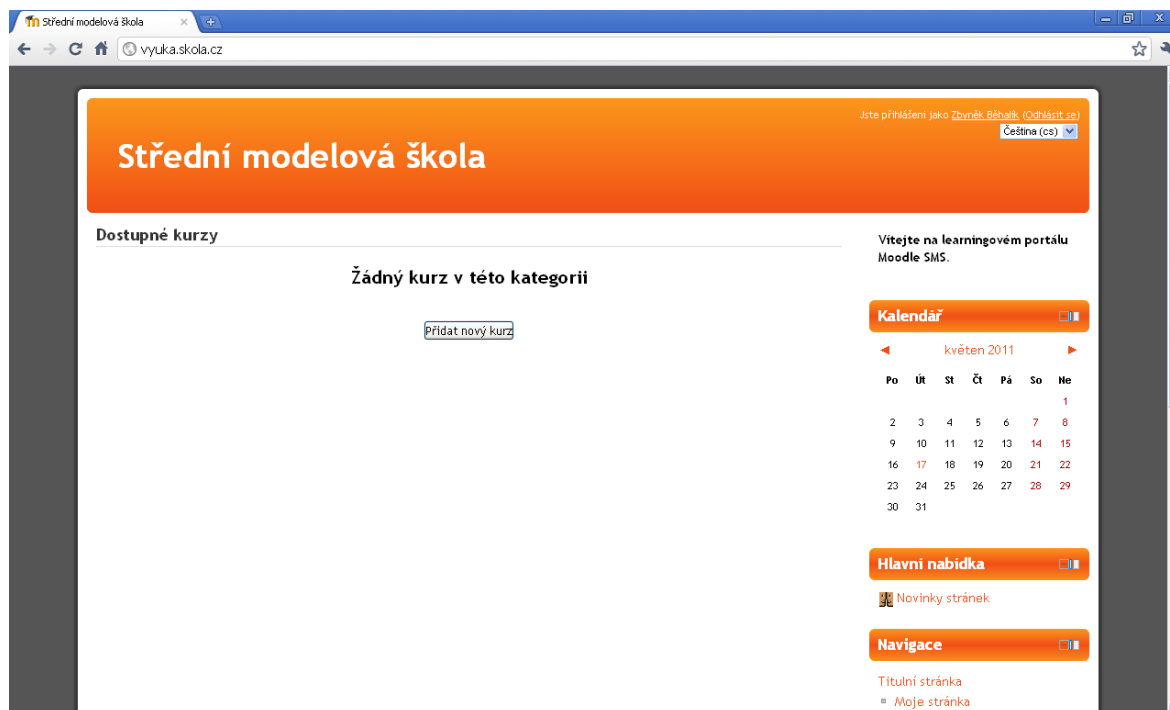 Střední modelová škola
vyuka.skola.cz
Jste přihlášeni jako Zbyněk Běhalík (Odhlásit se)
Čeština (cs)
Střední modelová škola
Dostupné kurzy
Žádný kurz v této kategorii
Přidat nový kurz
Vítejte na learningovém portálu
Moodle SMS.
Kalendář
květen 2011
Po Út St Čt Pá So Ne
1
2 3 4 5 6 7 8
9 10 11 12 13 14 15
16 17 18 19 20 21 22
23 24 25 26 27 28 29
30 31
Hlavní nabídka
Novinky stránek
Navigace
Titulní stránka
Moje stránka